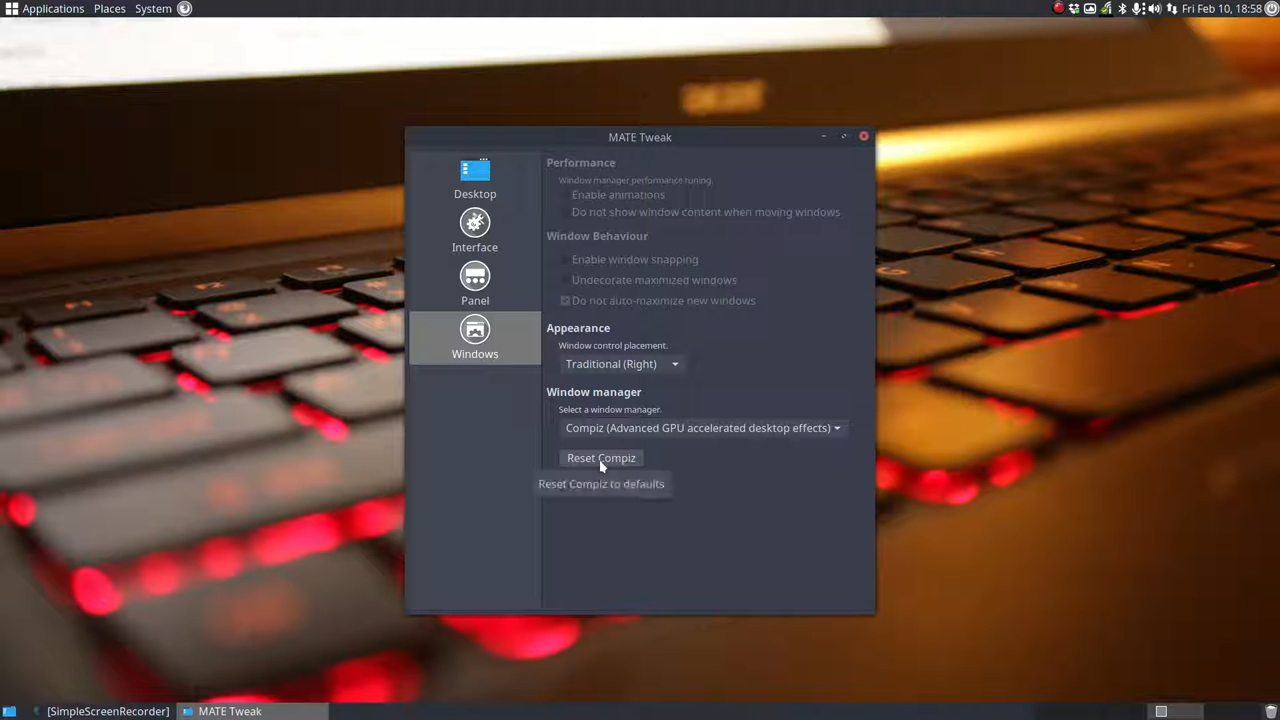 Applications Places System Fri Feb 10, 18:58
MATE Tweak
Desktop
Interface
Panel
Windows
Performance
Window manager performance tuning.
Enable animations
Do not show window content when moving windows
Window Behaviour
Enable window snapping
Undecorate maximized windows
Do not auto-maximize new windows
Appearance
Window control placement.
Traditional (Right)
Window manager
Select a window manager.
Compiz (Advanced GPU accelerated desktop effects)
Reset Compiz
Reset Compiz to defaults
[SimpleScreenRecorder] MATE Tweak